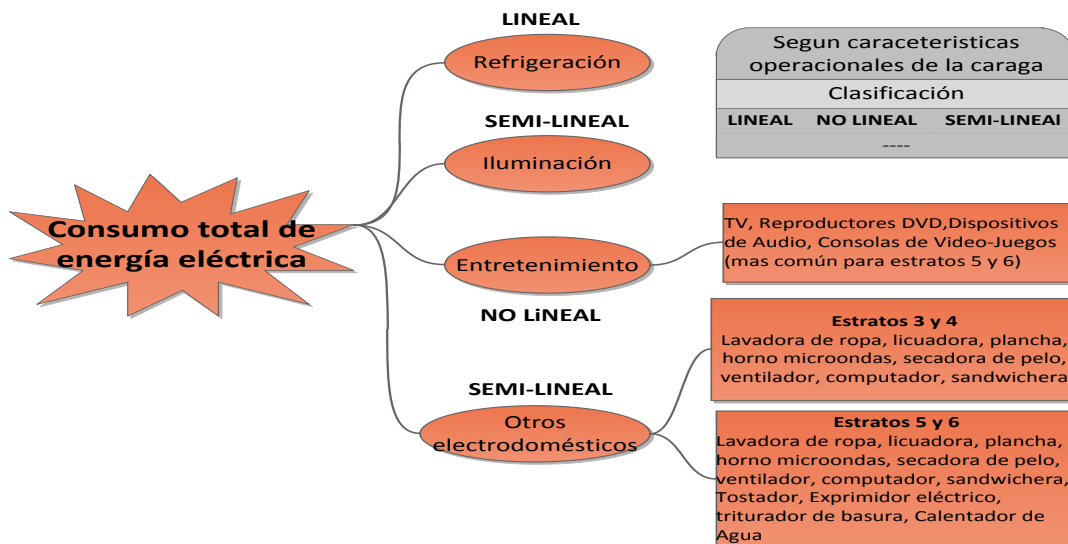 LINEAL
Refrigeración
SEMI-LINEAL
Iluminación
Consumo total de
energía eléctrica
Entretenimiento
NO LiNEAL
SEMI-LINEAL
Otros
electrodomésticos
Segun caraceteristicas
operacionales de la caraga
Clasificación
LINEAL NO LINEAL SEMI-LINEAl
----
TV, Reproductores DVD,Dispositivos
de Audio, Consolas de Video-Juegos
(mas común para estratos 5 y 6)
Estratos 3 y 4
Lavadora de ropa, licuadora, plancha,
horno microondas, secadora de pelo,
ventilador, computador, sandwichera
Estratos 5 y 6
Lavadora de ropa, licuadora, plancha,
horno microondas, secadora de pelo,
ventilador, computador, sandwichera,
Tostador, Exprimidor eléctrico,
triturador de basura, Calentador de
Agua